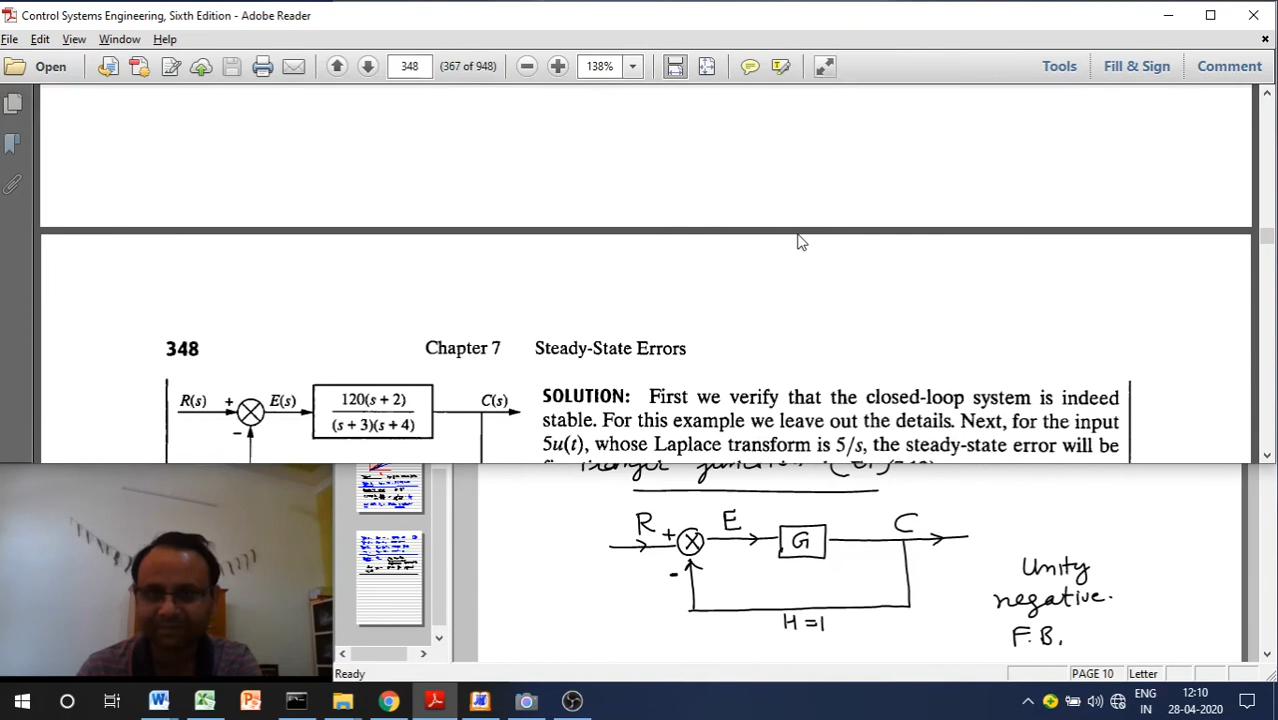 Control Systems Engineering, Sixth Edition - Adobe Reader
File Edit View Window Help
Open 348 (367 of 948) 138% Tools Fill & Sign Comment
348 Chapter 7 Steady-State Errors
R(s) + E(s) 120(s + 2) C(s)
(s + 3)(s + 4)
−
SOLUTION: First we verify that the closed-loop system is indeed
stable. For this example we leave out the details. Next, for the input
5u(t), whose Laplace transform is 5/s, the steady-state error will be
R + E G C
-
H = 1
Unity
negative.
F.B.
Ready PAGE 10 Letter
ENG 12:10
IN 28-04-2020